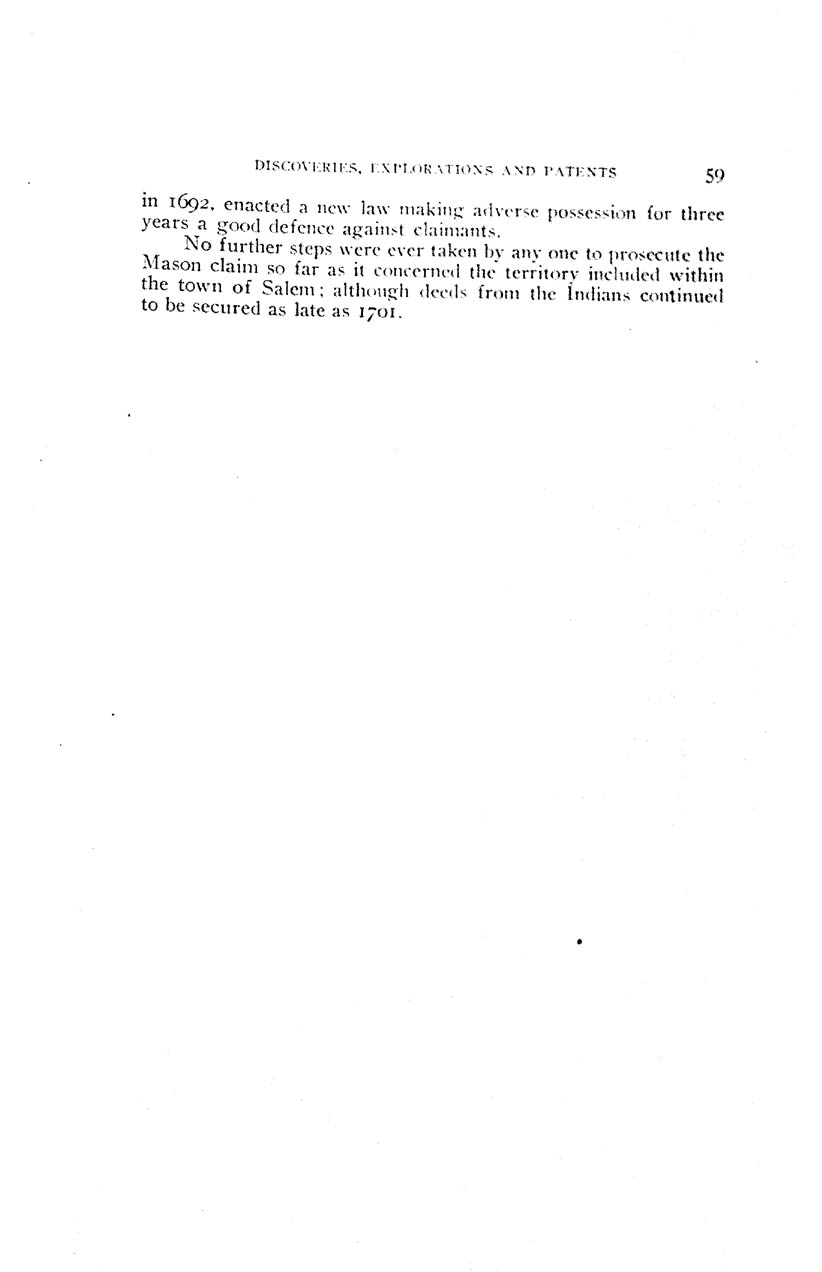 DISCOVERIES, EXPLORATIONS AND PATENTS 59
in 1692, enacted a new law making adverse possession for three
years a good defence against claimants.
No further steps were ever taken by any one to prosecute the
Mason claim so far as it concerned the territory included within
the town of Salem; although deeds from the Indians continued
to be secured as late as 1701.